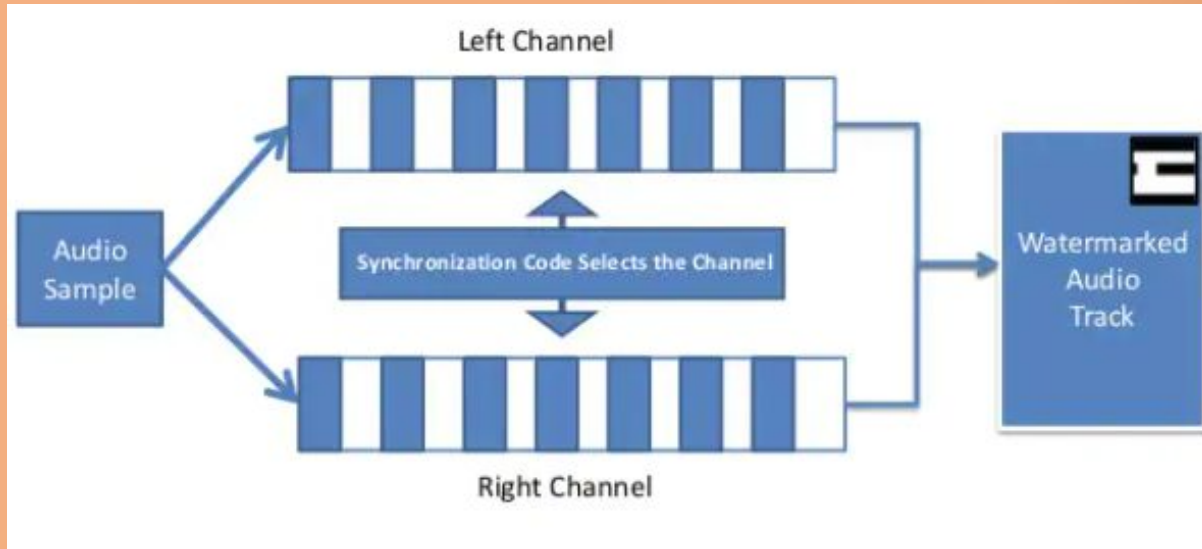 Left Channel
Audio
Sample
Synchronization Code Selects the Channel
Watermarked
Audio
Track
Right Channel